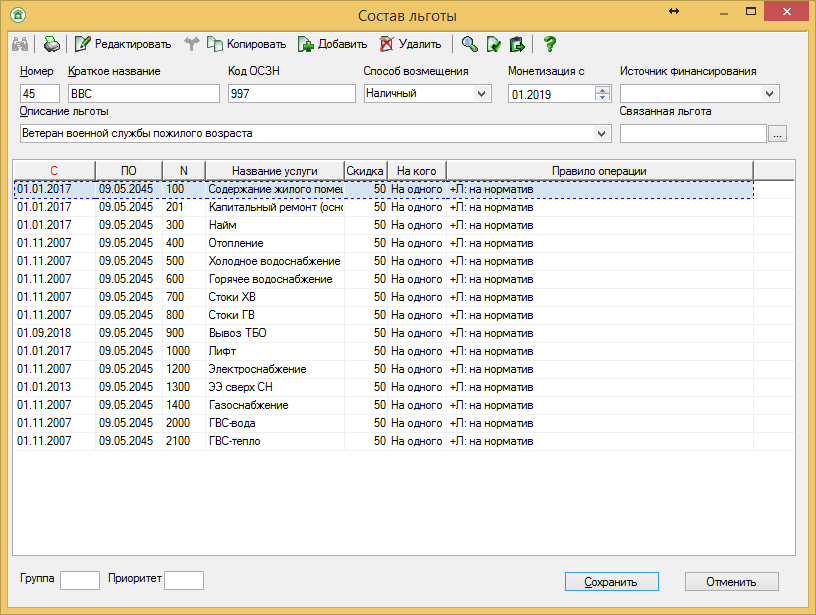 Состав льготы
Редактировать Копировать Добавить Удалить
Номер Краткое название Код ОСЗН Способ возмещения Монетизация с Источник финансирования
45 ВВС 997 Наличный 01.2019
Описание льготы Связанная льгота
Ветеран военной службы пожилого возраста ...
С ПО N Название услуги Скидка На кого Правило операции
01.01.2017 09.05.2045 100 Содержание жилого помещ 50 На одного +Л: на норматив
01.01.2017 09.05.2045 201 Капитальный ремонт (осно 50 На одного +Л: на норматив
01.01.2017 09.05.2045 300 Найм 50 На одного +Л: на норматив
01.11.2007 09.05.2045 400 Отопление 50 На одного +Л: на норматив
01.11.2007 09.05.2045 500 Холодное водоснабжение 50 На одного +Л: на норматив
01.11.2007 09.05.2045 600 Горячее водоснабжение 50 На одного +Л: на норматив
01.11.2007 09.05.2045 700 Стоки ХВ 50 На одного +Л: на норматив
01.11.2007 09.05.2045 800 Стоки ГВ 50 На одного +Л: на норматив
01.09.2018 09.05.2045 900 Вывоз ТБО 50 На одного +Л: на норматив
01.01.2017 09.05.2045 1000 Лифт 50 На одного +Л: на норматив
01.11.2007 09.05.2045 1200 Электроснабжение 50 На одного +Л: на норматив
01.01.2013 09.05.2045 1300 ЭЭ сверх СН 50 На одного +Л: на норматив
01.11.2007 09.05.2045 1400 Газоснабжение 50 На одного +Л: на норматив
01.11.2007 09.05.2045 2000 ГВС-вода 50 На одного +Л: на норматив
01.11.2007 09.05.2045 2100 ГВС-тепло 50 На одного +Л: на норматив
Группа Приоритет Сохранить Отменить